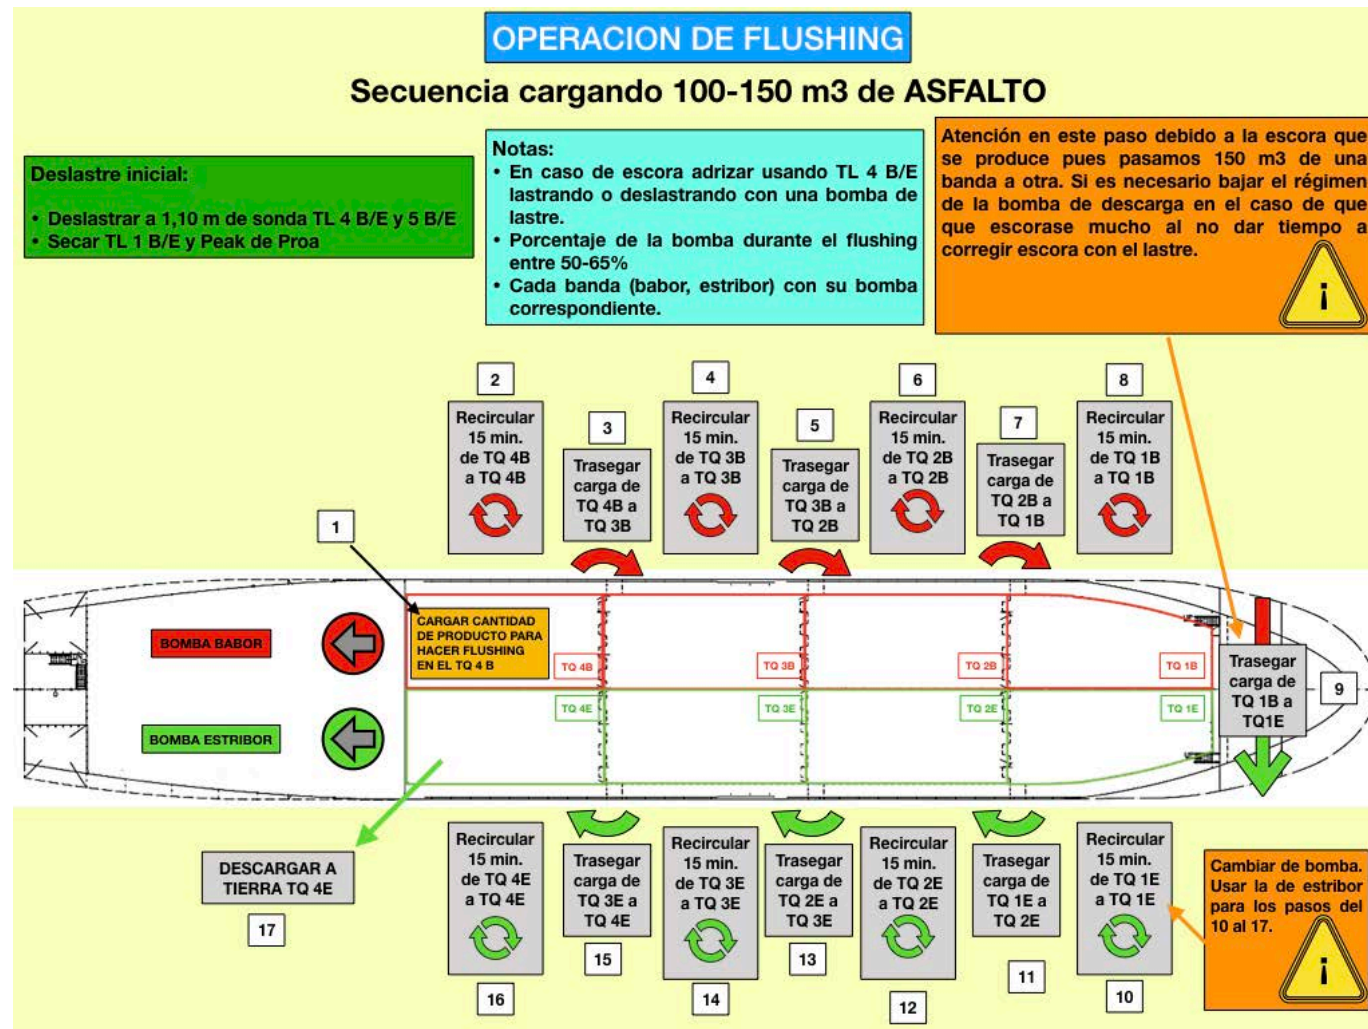 OPERACION DE FLUSHING
Secuencia cargando 100-150 m3 de ASFALTO
Deslastre inicial:
• Deslastrar a 1,10 m de sonda TL 4 B/E y 5 B/E
• Secar TL 1 B/E y Peak de Proa
Notas:
• En caso de escora adrizar usando TL 4 B/E
lastrando o deslastrando con una bomba de
lastre.
• Porcentaje de la bomba durante el flushing
entre 50-65%
• Cada banda (babor, estribor) con su bomba
correspondiente.
Atención en este paso debido a la escora que
se produce pues pasamos 150 m3 de una
banda a otra. Si es necesario bajar el régimen
de la bomba de descarga en el caso de que
que escorase mucho al no dar tiempo a
corregir escora con el lastre.
¡
1
2
Recircular
15 min.
de TQ 4B
a TQ 4B
3
Trasegar
carga de
TQ 4B a
TQ 3B
4
Recircular
15 min.
de TQ 3B
a TQ 3B
5
Trasegar
carga de
TQ 3B a
TQ 2B
6
Recircular
15 min.
de TQ 2B
a TQ 2B
7
Trasegar
carga de
TQ 2B a
TQ 1B
8
Recircular
15 min.
de TQ 1B
a TQ 1B
BOMBA BABOR
CARGAR CANTIDAD
DE PRODUCTO PARA
HACER FLUSHING
EN EL TQ 4 B
TQ 4B
TQ 3B
TQ 2B
TQ 1B
Trasegar
carga de
TQ 1B a
TQ1E
9
BOMBA ESTRIBOR
TQ 4E
TQ 3E
TQ 2E
TQ 1E
DESCARGAR A
TIERRA TQ 4E
17
Recircular
15 min.
de TQ 4E
a TQ 4E
16
Trasegar
carga de
TQ 3E a
TQ 4E
15
Recircular
15 min.
de TQ 3E
a TQ 3E
14
Trasegar
carga de
TQ 2E a
TQ 3E
13
Recircular
15 min.
de TQ 2E
a TQ 2E
12
Trasegar
carga de
TQ 1E a
TQ 2E
11
Recircular
15 min.
de TQ 1E
a TQ 1E
10
Cambiar de bomba.
Usar la de estribor
para los pasos del
10 al 17.
¡